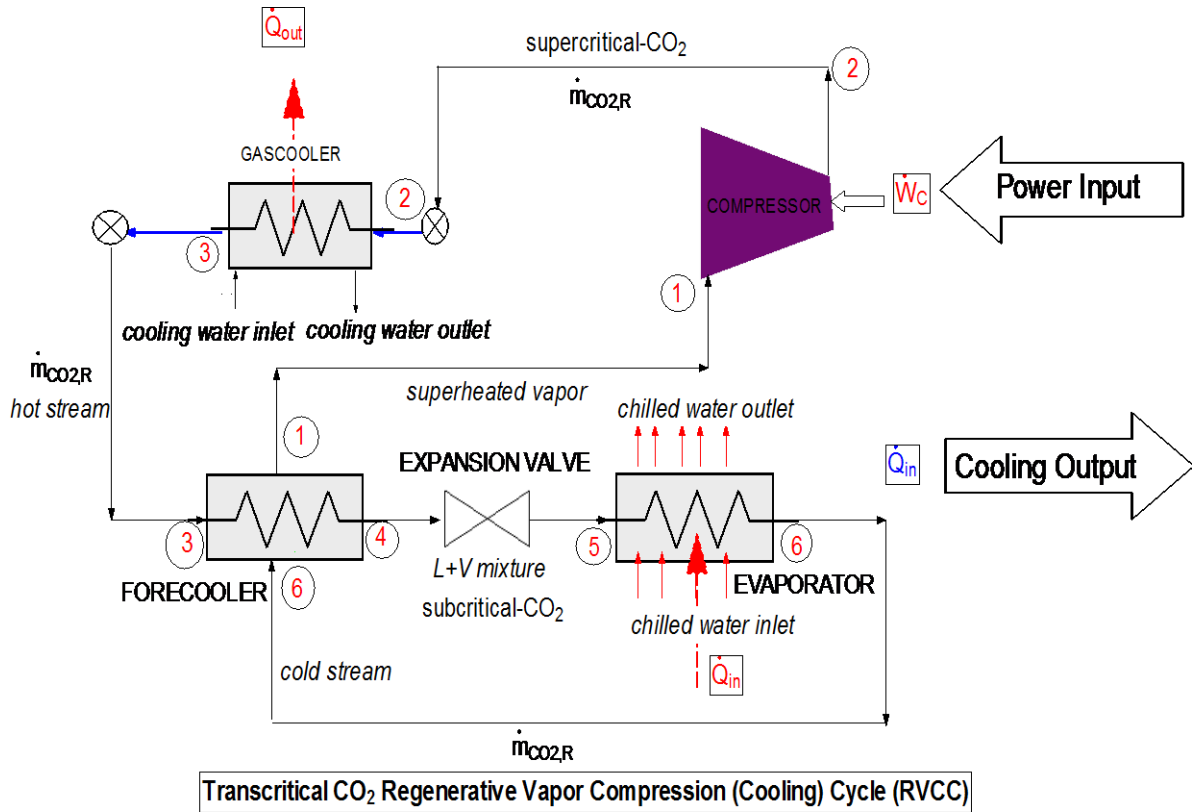 Q̇out
supercritical-CO₂
2
ṁCO2,R
GASCOOLER
2
COMPRESSOR
ẆC
Power Input
3
1
cooling water inlet
cooling water outlet
ṁCO2,R
hot stream
superheated vapor
chilled water outlet
1
EXPANSION VALVE
Q̇in
Cooling Output
3
4
5
6
FORECOOLER
6
L+V mixture
subcritical-CO₂
EVAPORATOR
chilled water inlet
cold stream
Q̇in
ṁCO2,R
Transcritical CO₂ Regenerative Vapor Compression (Cooling) Cycle (RVCC)